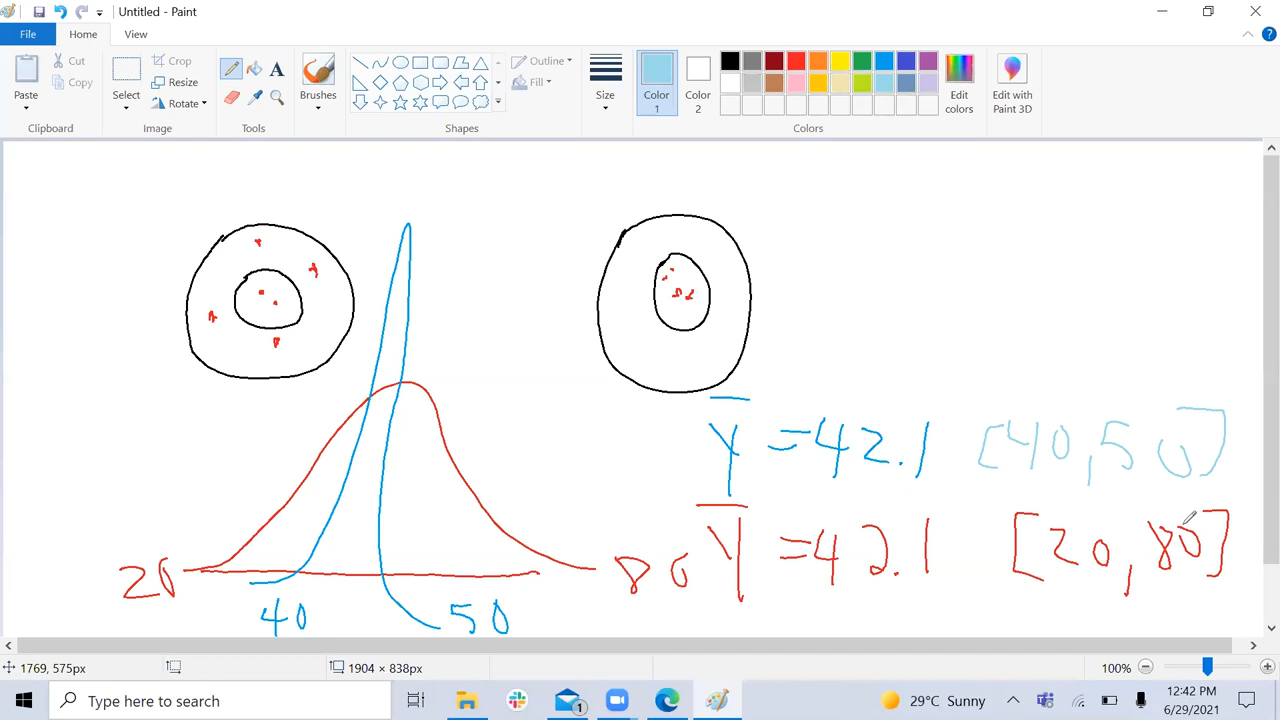 Untitled - Paint
File Home View
Paste
Cut
Copy
Clipboard
Select
Crop
Resize
Rotate
Image
A
Tools
Brushes
Outline
Fill
Shapes
Size
Color 1
Color 2
Edit colors
Colors
Edit with Paint 3D
Y = 42.1 [40,50]
Y = 42.1 [20,80]
20 80
40 50
1769, 575px
1904 × 838px
100%
Type here to search
1
29°C Sunny
12:42 PM
6/29/2021